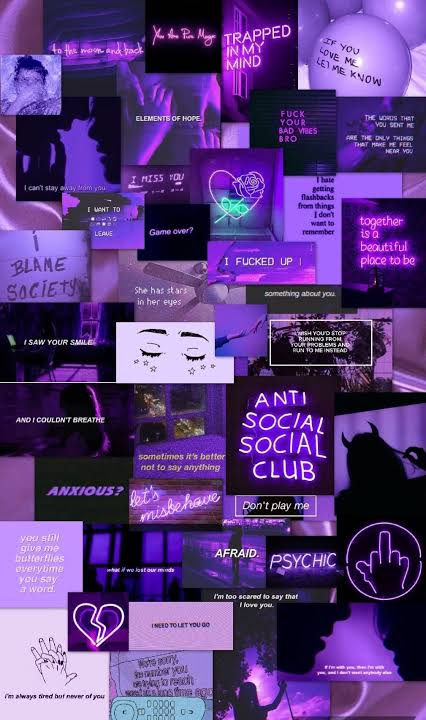 to the moon and back
You Are Pure Magic
TRAPPED
IN MY
MIND
IF YOU
LOVE ME
LET ME KNOW
ELEMENTS OF HOPE.
FUCK
YOUR
BAD VIBES
BRO
THE WORDS THAT
YOU SENT ME
ARE THE ONLY THINGS
THAT MAKE ME FEEL
NEAR YOU
I can't stay away from you.
I MISS YOU
I hate
getting
flashbacks
from things
I don't
want to
remember
I WANT TO
LEAVE
Game over?
together
is a
beautiful
place to be
I
BLAME
SOCIETY
I FUCKED UP
She has stars
in her eyes
something about you.
I SAW YOUR SMILE
I WISH YOU'D STOP
RUNNING FROM
YOUR PROBLEMS AND
RUN TO ME INSTEAD
AND I COULDN'T BREATHE
ANTI
SOCIAL
SOCIAL
CLUB
sometimes it's better
not to say anything
ANXIOUS?
let's
misbehave
Don't play me
you still
give me
butterflies
everytime
you say
a word.
what if we lost our minds
AFRAID.
PSYCHIC
I'm too scared to say that
I love you.
I NEED TO LET YOU GO
We're sorry,
the number you
are trying to reach
long time ago
i'm always tired but never of you
If I'm with you, then I'm with
you, and I don't want anybody else